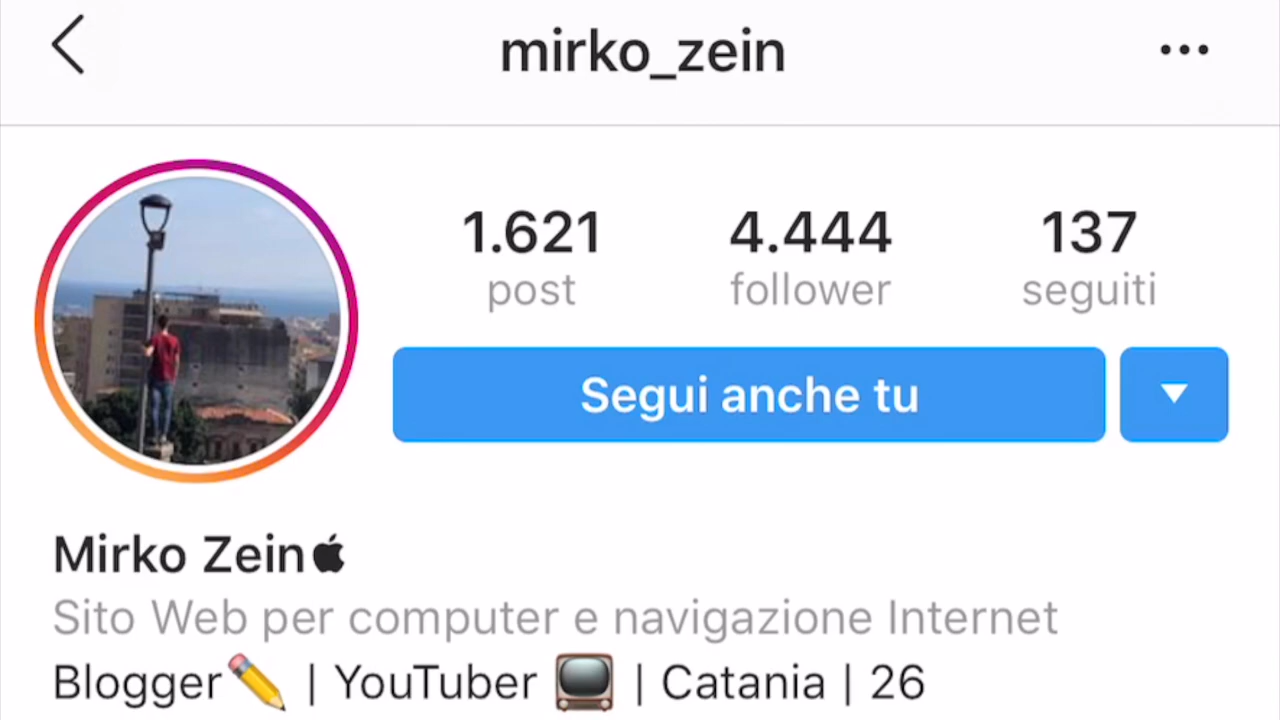 mirko_zein
1.621 4.444 137
post follower seguiti
Segui anche tu
Mirko Zein
Sito Web per computer e navigazione Internet
Blogger✏️ | YouTuber 📺 | Catania | 26